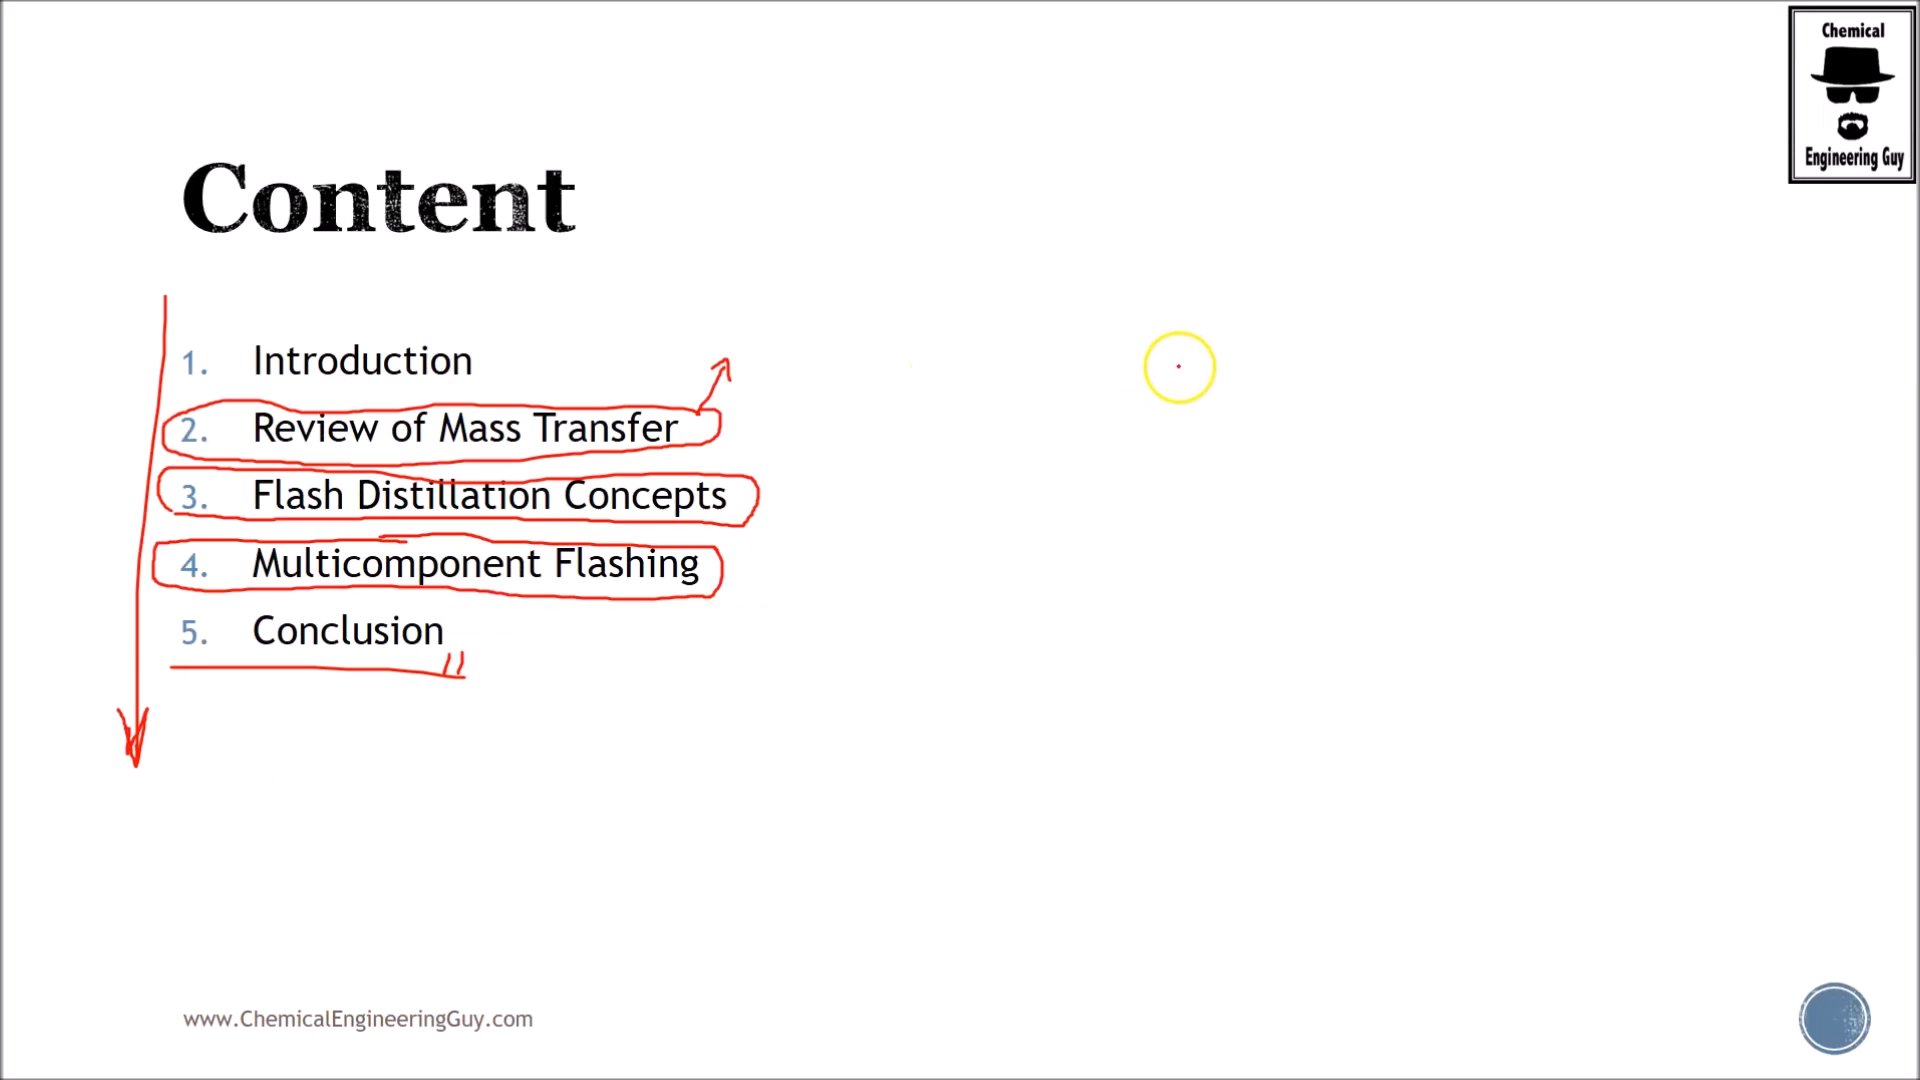 Chemical
Engineering Guy
Content
1. Introduction
2. Review of Mass Transfer
3. Flash Distillation Concepts
4. Multicomponent Flashing
5. Conclusion
www.ChemicalEngineeringGuy.com